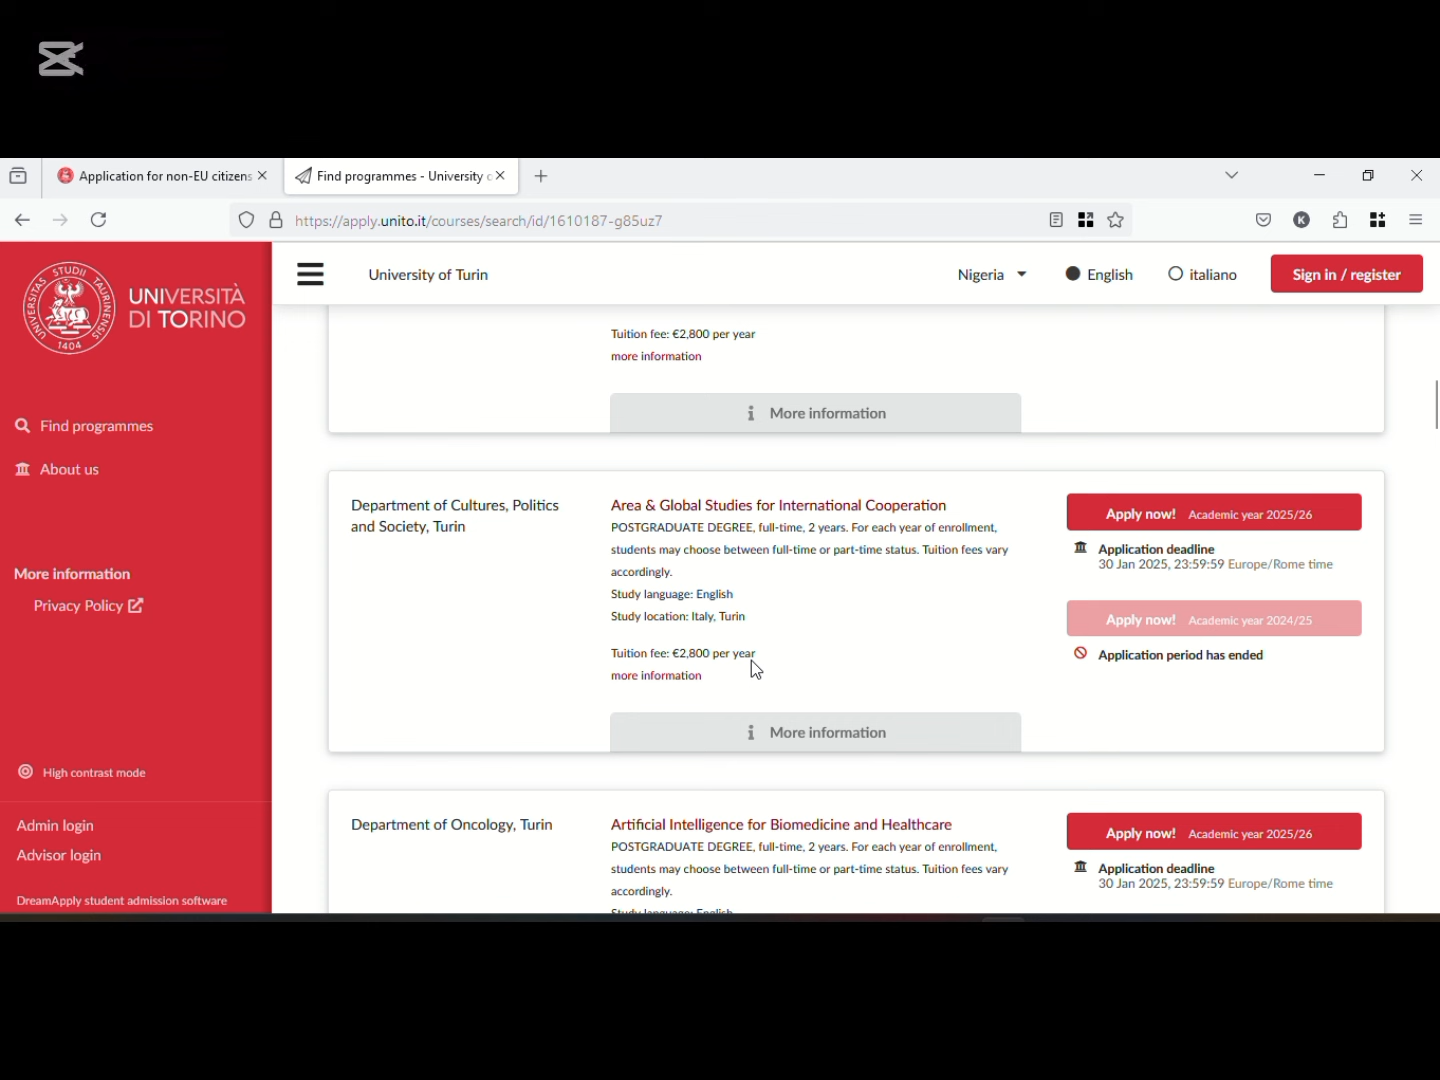 Application for non-EU citizens
Find programmes - University
https://apply.unito.it/courses/search/id/1610187-g85uz7
K
STUDII
TAURINENSIS
UNIVERSITAS
1404
UNIVERSITÀ
DI TORINO
University of Turin
Nigeria
English
italiano
Sign in / register
Find programmes
About us
More information
Privacy Policy
High contrast mode
Admin login
Advisor login
DreamApply student admission software
Tuition fee: €2,800 per year
more information
More information
Department of Cultures, Politics
and Society, Turin
Area & Global Studies for International Cooperation
POSTGRADUATE DEGREE, full-time, 2 years. For each year of enrollment,
students may choose between full-time or part-time status. Tuition fees vary
accordingly.
Study language: English
Study location: Italy, Turin
Tuition fee: €2,800 per year
more information
More information
Apply now! Academic year 2025/26
Application deadline
30 Jan 2025, 23:59:59 Europe/Rome time
Apply now! Academic year 2024/25
Application period has ended
Department of Oncology, Turin
Artificial Intelligence for Biomedicine and Healthcare
POSTGRADUATE DEGREE, full-time, 2 years. For each year of enrollment,
students may choose between full-time or part-time status. Tuition fees vary
accordingly.
Study language: English
Apply now! Academic year 2025/26
Application deadline
30 Jan 2025, 23:59:59 Europe/Rome time